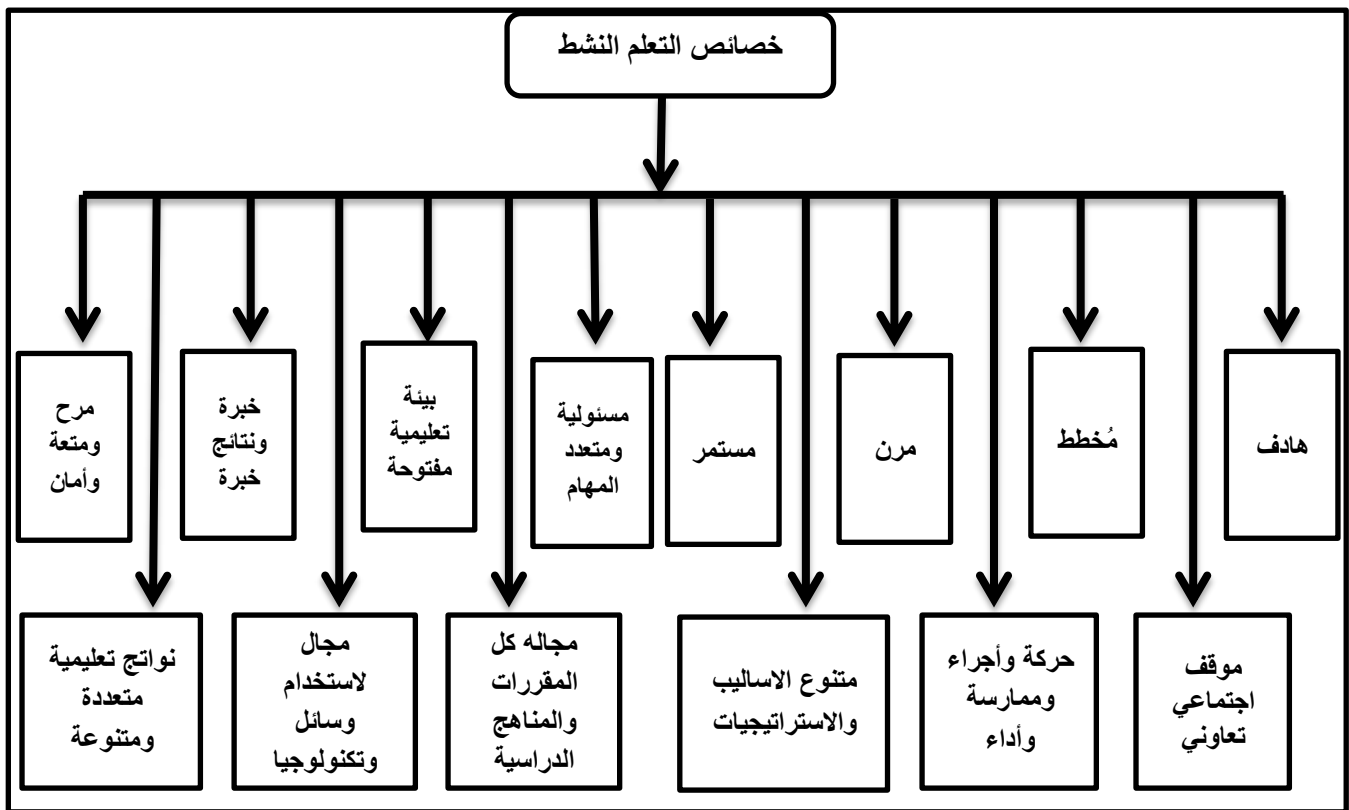 خصائص التعلم النشط
هادف
مُخطط
مرن
مستمر
مسئولية
ومتعدد
المهام
بيئة
تعليمية
مفتوحة
خبرة
ونتائج
خبرة
مرح
ومتعة
وأمان
موقف
اجتماعي
تعاوني
حركة وأجراء
وممارسة
وأداء
متنوع الاساليب
والاستراتيجيات
مجاله كل
المقررات
والمناهج
الدراسية
مجال
لاستخدام
وسائل
وتكنولوجيا
نواتج تعليمية
متعددة
ومتنوعة